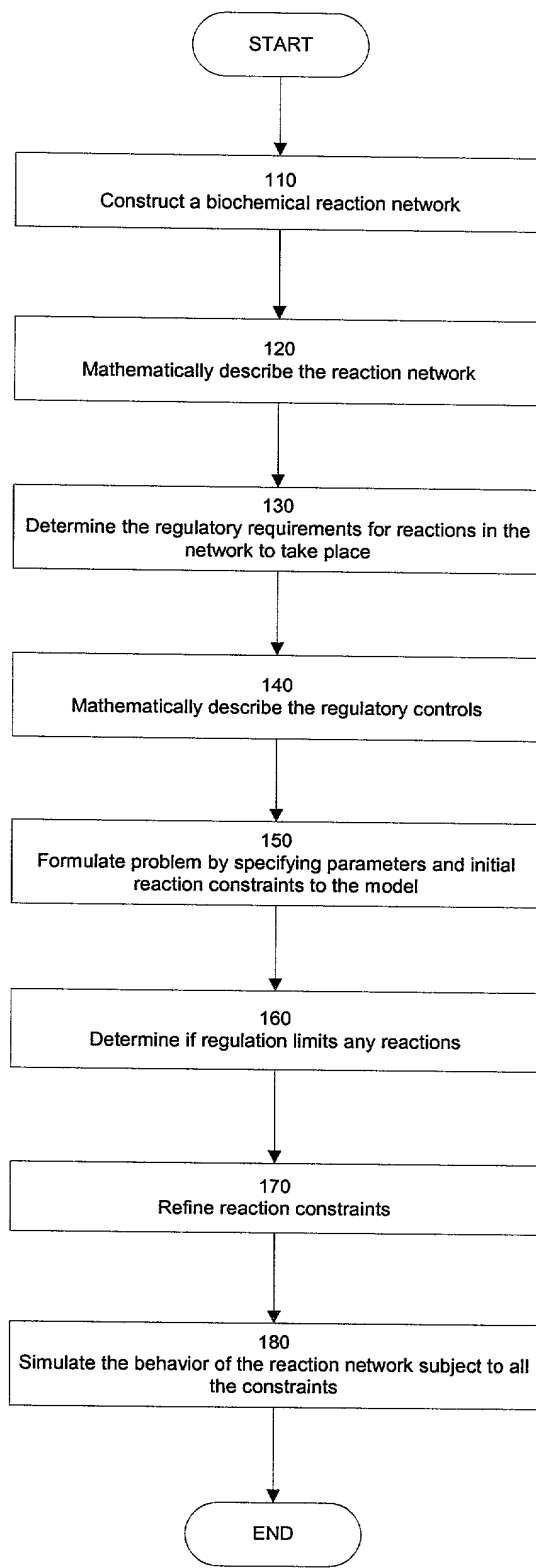 START
110
Construct a biochemical reaction network
120
Mathematically describe the reaction network
130
Determine the regulatory requirements for reactions in the
network to take place
140
Mathematically describe the regulatory controls
150
Formulate problem by specifying parameters and initial
reaction constraints to the model
160
Determine if regulation limits any reactions
170
Refine reaction constraints
180
Simulate the behavior of the reaction network subject to all
the constraints
END